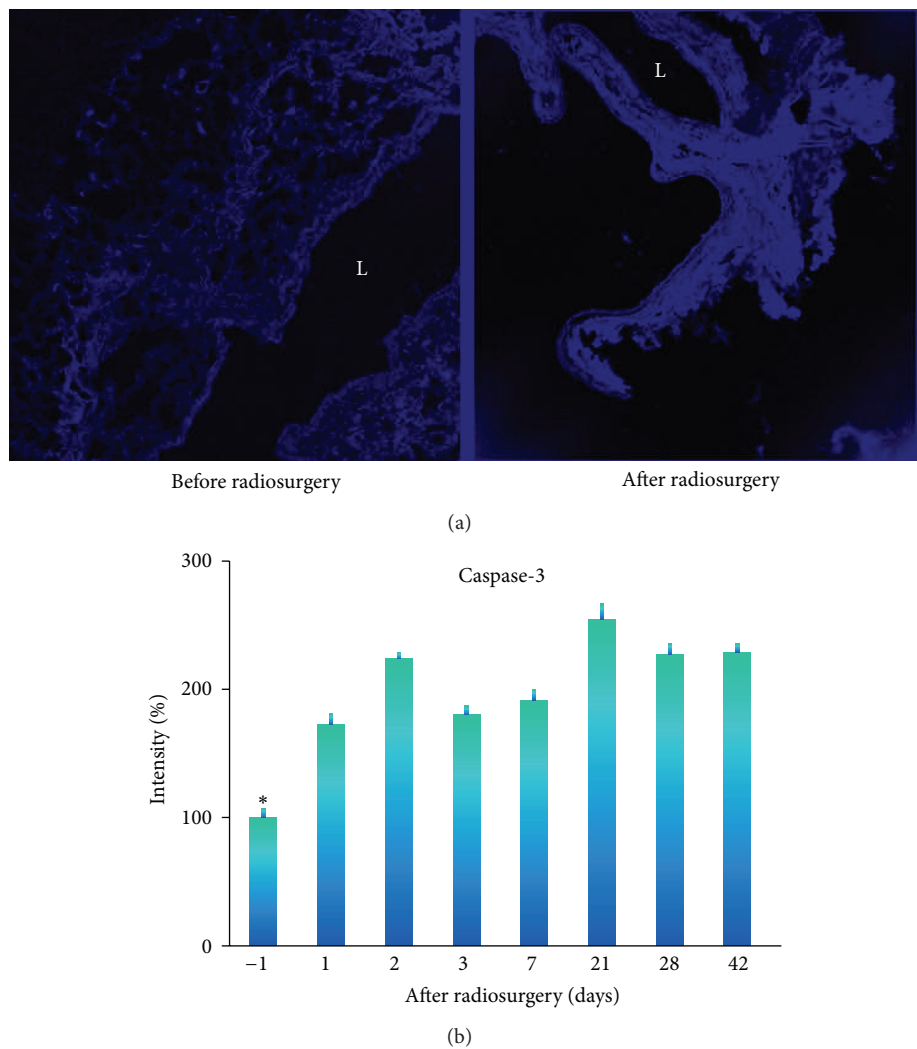 L
L
Before radiosurgery
After radiosurgery
(a)
Caspase-3
300
200
100
0
Intensity (%)
*
−1 1 2 3 7 21 28 42
After radiosurgery (days)
(b)